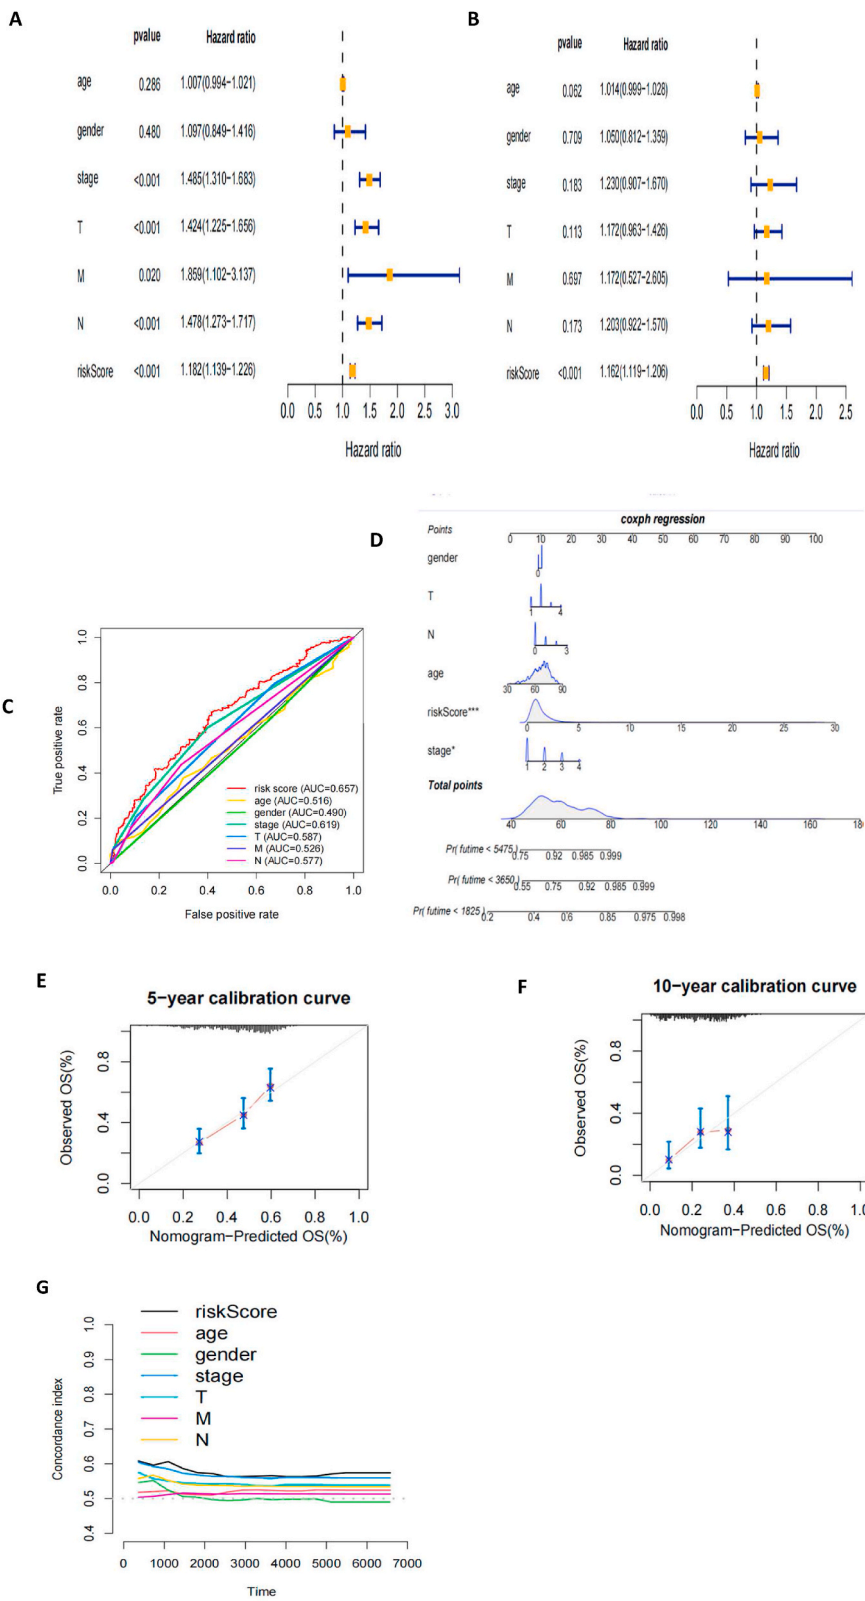 A
pvalue Hazard ratio
age 0.286 1.007(0.994−1.021)
gender 0.480 1.097(0.849−1.416)
stage <0.001 1.485(1.310−1.683)
T <0.001 1.424(1.225−1.656)
M 0.020 1.859(1.102−3.137)
N <0.001 1.478(1.273−1.717)
riskScore <0.001 1.182(1.139−1.226)
0.0 0.5 1.0 1.5 2.0 2.5 3.0
Hazard ratio
B
pvalue Hazard ratio
age 0.062 1.014(0.999−1.028)
gender 0.709 1.050(0.812−1.359)
stage 0.183 1.230(0.907−1.670)
T 0.113 1.172(0.963−1.426)
M 0.697 1.172(0.527−2.605)
N 0.173 1.203(0.922−1.570)
riskScore <0.001 1.162(1.119−1.206)
0.0 0.5 1.0 1.5 2.0 2.5
Hazard ratio
C
True positive rate
1.0
0.8
0.6
0.4
0.2
0.0
risk score (AUC=0.657)
age (AUC=0.516)
gender (AUC=0.490)
stage (AUC=0.619)
T (AUC=0.587)
M (AUC=0.526)
N (AUC=0.577)
0.0 0.2 0.4 0.6 0.8 1.0
False positive rate
D
coxph regression
Points
0 10 20 30 40 50 60 70 80 90 100
gender
0
T
1 4
N
0 3
age
30 60 90
riskScore***
0 5 10 15 20 25 30
stage*
1 2 3 4
Total points
40 60 80 100 120 140 160 18
Pr( futime < 5475 )
0.75 0.92 0.985 0.999
Pr( futime < 3650 )
0.55 0.75 0.92 0.985 0.999
Pr( futime < 1825 )
0.2 0.4 0.6 0.85 0.975 0.998
E
5−year calibration curve
Observed OS(%)
0.8
0.4
0.0
0.0 0.2 0.4 0.6 0.8 1.0
Nomogram−Predicted OS(%)
F
10−year calibration curve
Observed OS(%)
0.8
0.4
0.0
0.0 0.2 0.4 0.6 0.8 1.0
Nomogram−Predicted OS(%)
G
riskScore
age
gender
stage
T
M
N
Concordance index
1.0
0.9
0.8
0.7
0.6
0.5
0.4
0 1000 2000 3000 4000 5000 6000 7000
Time